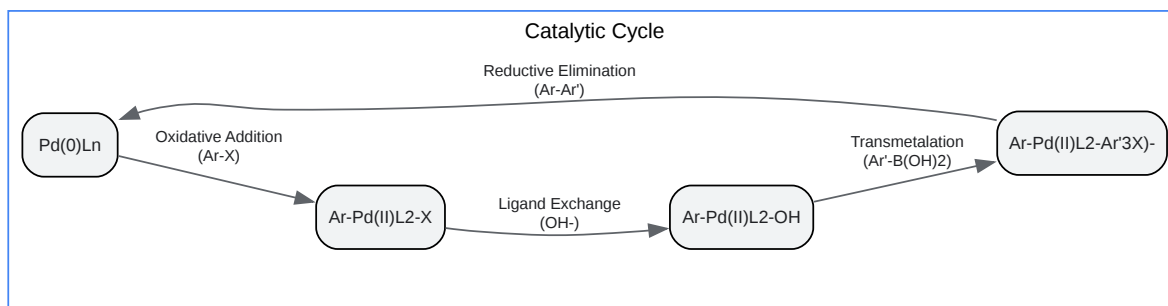 Catalytic Cycle
Reductive Elimination
(Ar-Ar')
Pd(0)Ln
Oxidative Addition
(Ar-X)
Ar-Pd(II)L2-X
Ligand Exchange
(OH-)
Ar-Pd(II)L2-OH
Transmetalation
(Ar'-B(OH)2)
Ar-Pd(II)L2-Ar'3X)-